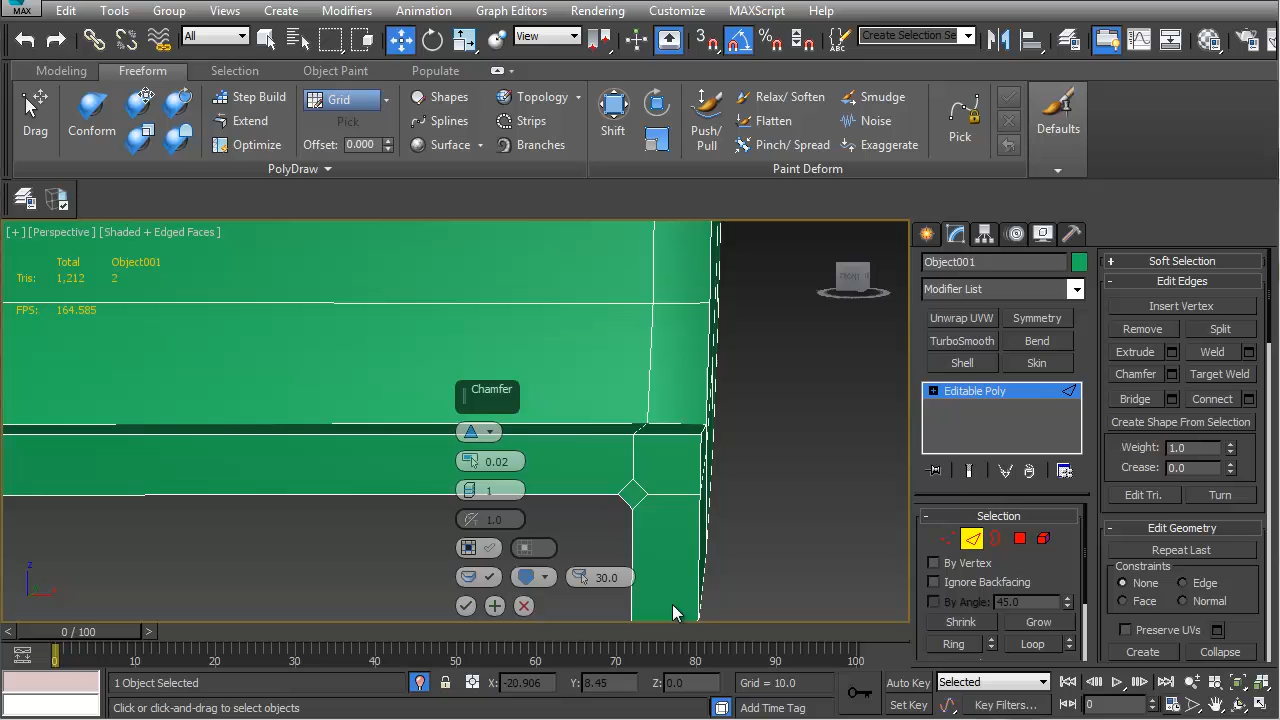 MAX Edit Tools Group Views Create Modifiers Animation Graph Editors Rendering Customize MAXScript Help
All View 3 ABC Create Selection Se
Modeling Freeform Selection Object Paint Populate
Drag Conform Step Build Grid Shapes Topology Shift Push/ Pull Relax/ Soften Smudge Pick Defaults
Extend Pick Splines Strips Flatten Noise
Optimize Offset: 0.000 Surface Branches Pinch/ Spread Exaggerate
PolyDraw Paint Deform
[+] [Perspective ] [Shaded + Edged Faces ]
Total Object001
Tris: 1,212 2
FPS: 164.585
FRONT
Chamfer
0.02
1
1.0
30.0
z
x
Object001
Modifier List
Unwrap UVW Symmetry
TurboSmooth Bend
Shell Skin
Editable Poly
Selection
By Vertex
Ignore Backfacing
By Angle: 45.0
Shrink Grow
Ring Loop
+ Soft Selection
- Edit Edges
Insert Vertex
Remove Split
Extrude Weld
Chamfer Target Weld
Bridge Connect
Create Shape From Selection
Weight: 1.0
Crease: 0.0
Edit Tri. Turn
- Edit Geometry
Repeat Last
Constraints
None Edge
Face Normal
Preserve UVs
Create Collapse
< 0 / 100 >
0 10 20 30 40 50 60 70 80 90 100
1 Object Selected X: -20.906 Y: 8.45 Z: 0.0 Grid = 10.0 Auto Key Selected
Click or click-and-drag to select objects Add Time Tag Set Key Key Filters... 0